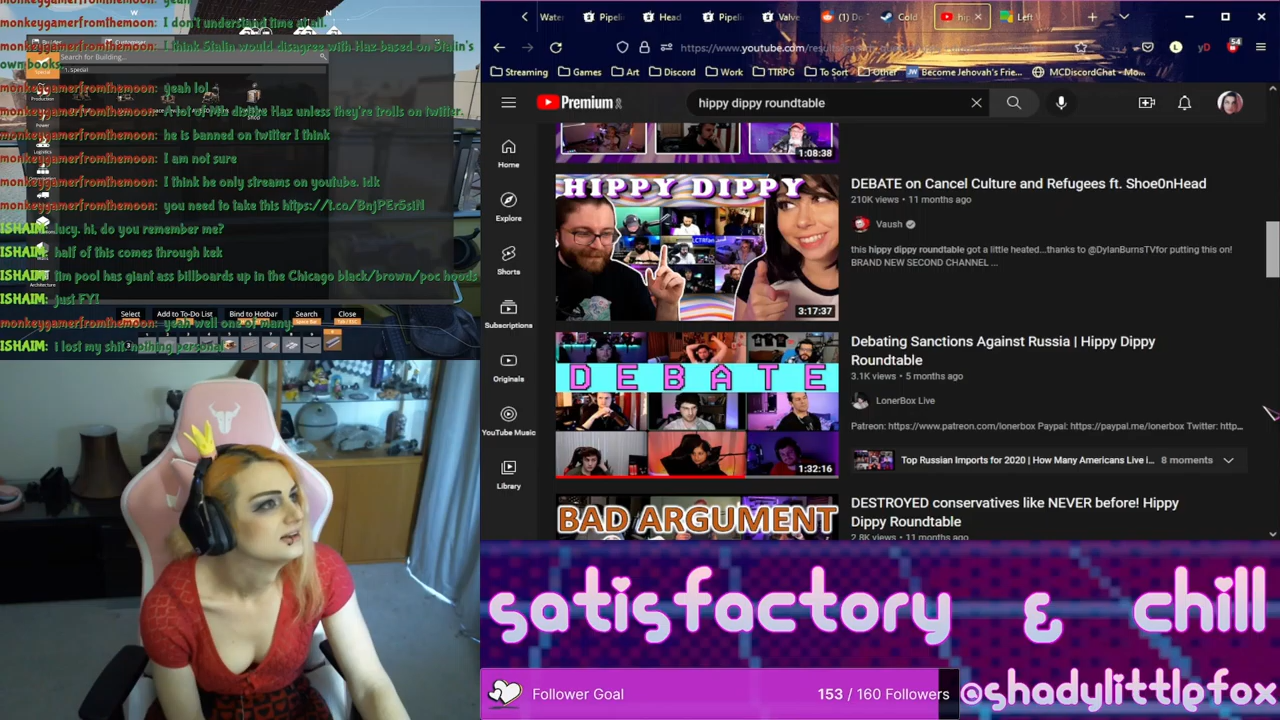 monkeygamerfromthemoon: yeah
monkeygamerfromthemoon: I don't understand time at all.
monkeygamerfromthemoon: I think Stalin would disagree with Haz based on Stalin's
own books
monkeygamerfromthemoon: yeah lol
monkeygamerfromthemoon: A lot of MLs dislike Haz unless they're trolls on twitter.
monkeygamerfromthemoon: he is banned on twitter I think
monkeygamerfromthemoon: I am not sure
monkeygamerfromthemoon: I think he only streams on youtube. Idk
monkeygamerfromthemoon: you need to take this
ISHAIM: lucy. hi, do you remember me?
ISHAIM: half of this comes through kek
ISHAIM: Tim pool has giant ass billboards up in the Chicago black/brown/poc hoods
ISHAIM: just FYI
monkeygamerfromthemoon: yeah well one of many.
ISHAIM: I lost my shit nothing personal
Search for Building...
Special
Select
Add to To-Do List
Bind to Hotbar
Search
Close
Water
Pipelin
Head
Pipelin
Valve
(1) Do
Cold
hip
Left
https://www.youtube.com/results
Streaming
Games
Art
Discord
Work
TTRPG
To Sort
Other
Become Jehovah's Frie...
MCDiscordChat - Mo...
54
Premium
hippy dippy roundtable
Home
Explore
Shorts
Subscriptions
Originals
YouTube Music
Library
1:08:38
HIPPY DIPPY
3:17:37
DEBATE on Cancel Culture and Refugees ft. Shoe0nHead
210K views • 11 months ago
Vaush
this hippy dippy roundtable got a little heated...thanks to @DylanBurnsTVfor putting this on!
BRAND NEW SECOND CHANNEL ...
DEBATE
1:32:16
Debating Sanctions Against Russia | Hippy Dippy
Roundtable
3.1K views • 5 months ago
LonerBox Live
Patreon: https://www.patreon.com/lonerbox Paypal: https://paypal.me/lonerbox Twitter: http...
Top Russian Imports for 2020 | How Many Americans Live i...
8 moments
BAD ARGUMENT
DESTROYED conservatives like NEVER before! Hippy
Dippy Roundtable
2.8K views • 11 months ago
satisfactory & chill
Follower Goal
153 / 160 Followers
@shadylittlefox